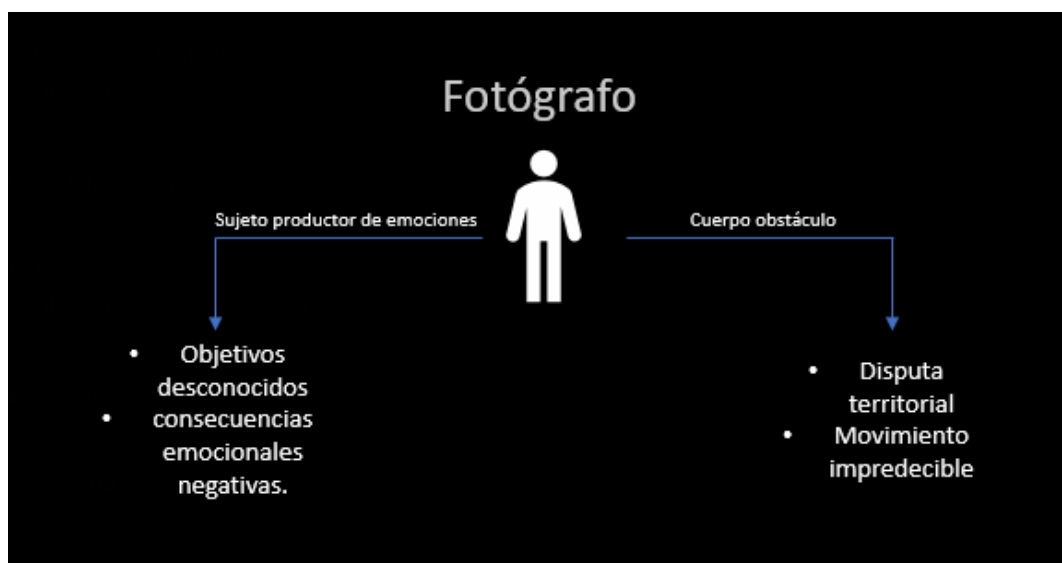 Fotógrafo
Sujeto productor de emociones
Cuerpo obstáculo
• Objetivos
desconocidos
• consecuencias
emocionales
negativas.
• Disputa
territorial
• Movimiento
impredecible